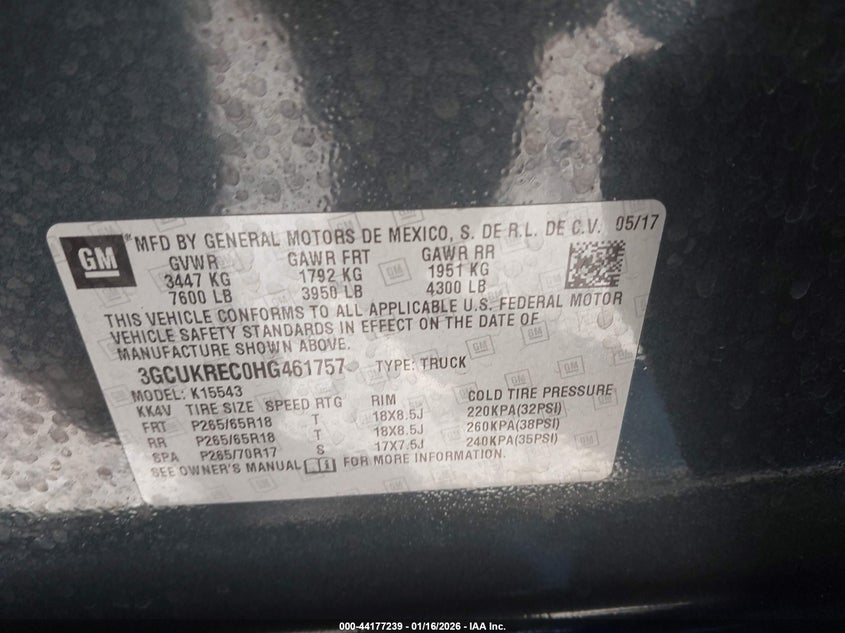 GM
MFD BY GENERAL MOTORS DE MEXICO, S. DE R.L. DE C.V. 05/17
GVWR GAWR FRT GAWR RR
3447 KG 1792 KG 1951 KG
7600 LB 3950 LB 4300 LB
THIS VEHICLE CONFORMS TO ALL APPLICABLE U.S. FEDERAL MOTOR
VEHICLE SAFETY STANDARDS IN EFFECT ON THE DATE OF
MANUFACTURE SHOWN ABOVE.
3GCUKREC0HG461757 TYPE: TRUCK
MODEL: K15543
KK4V TIRE SIZE SPEED RTG RIM COLD TIRE PRESSURE
FRT P265/65R18 T 18X8.5J 220KPA(32PSI)
RR P265/65R18 T 18X8.5J 260KPA(38PSI)
SPA P265/70R17 S 17X7.5J 240KPA(35PSI)
SEE OWNER'S MANUAL FOR MORE INFORMATION.
000-44177239 - 01/16/2026 - IAA Inc.